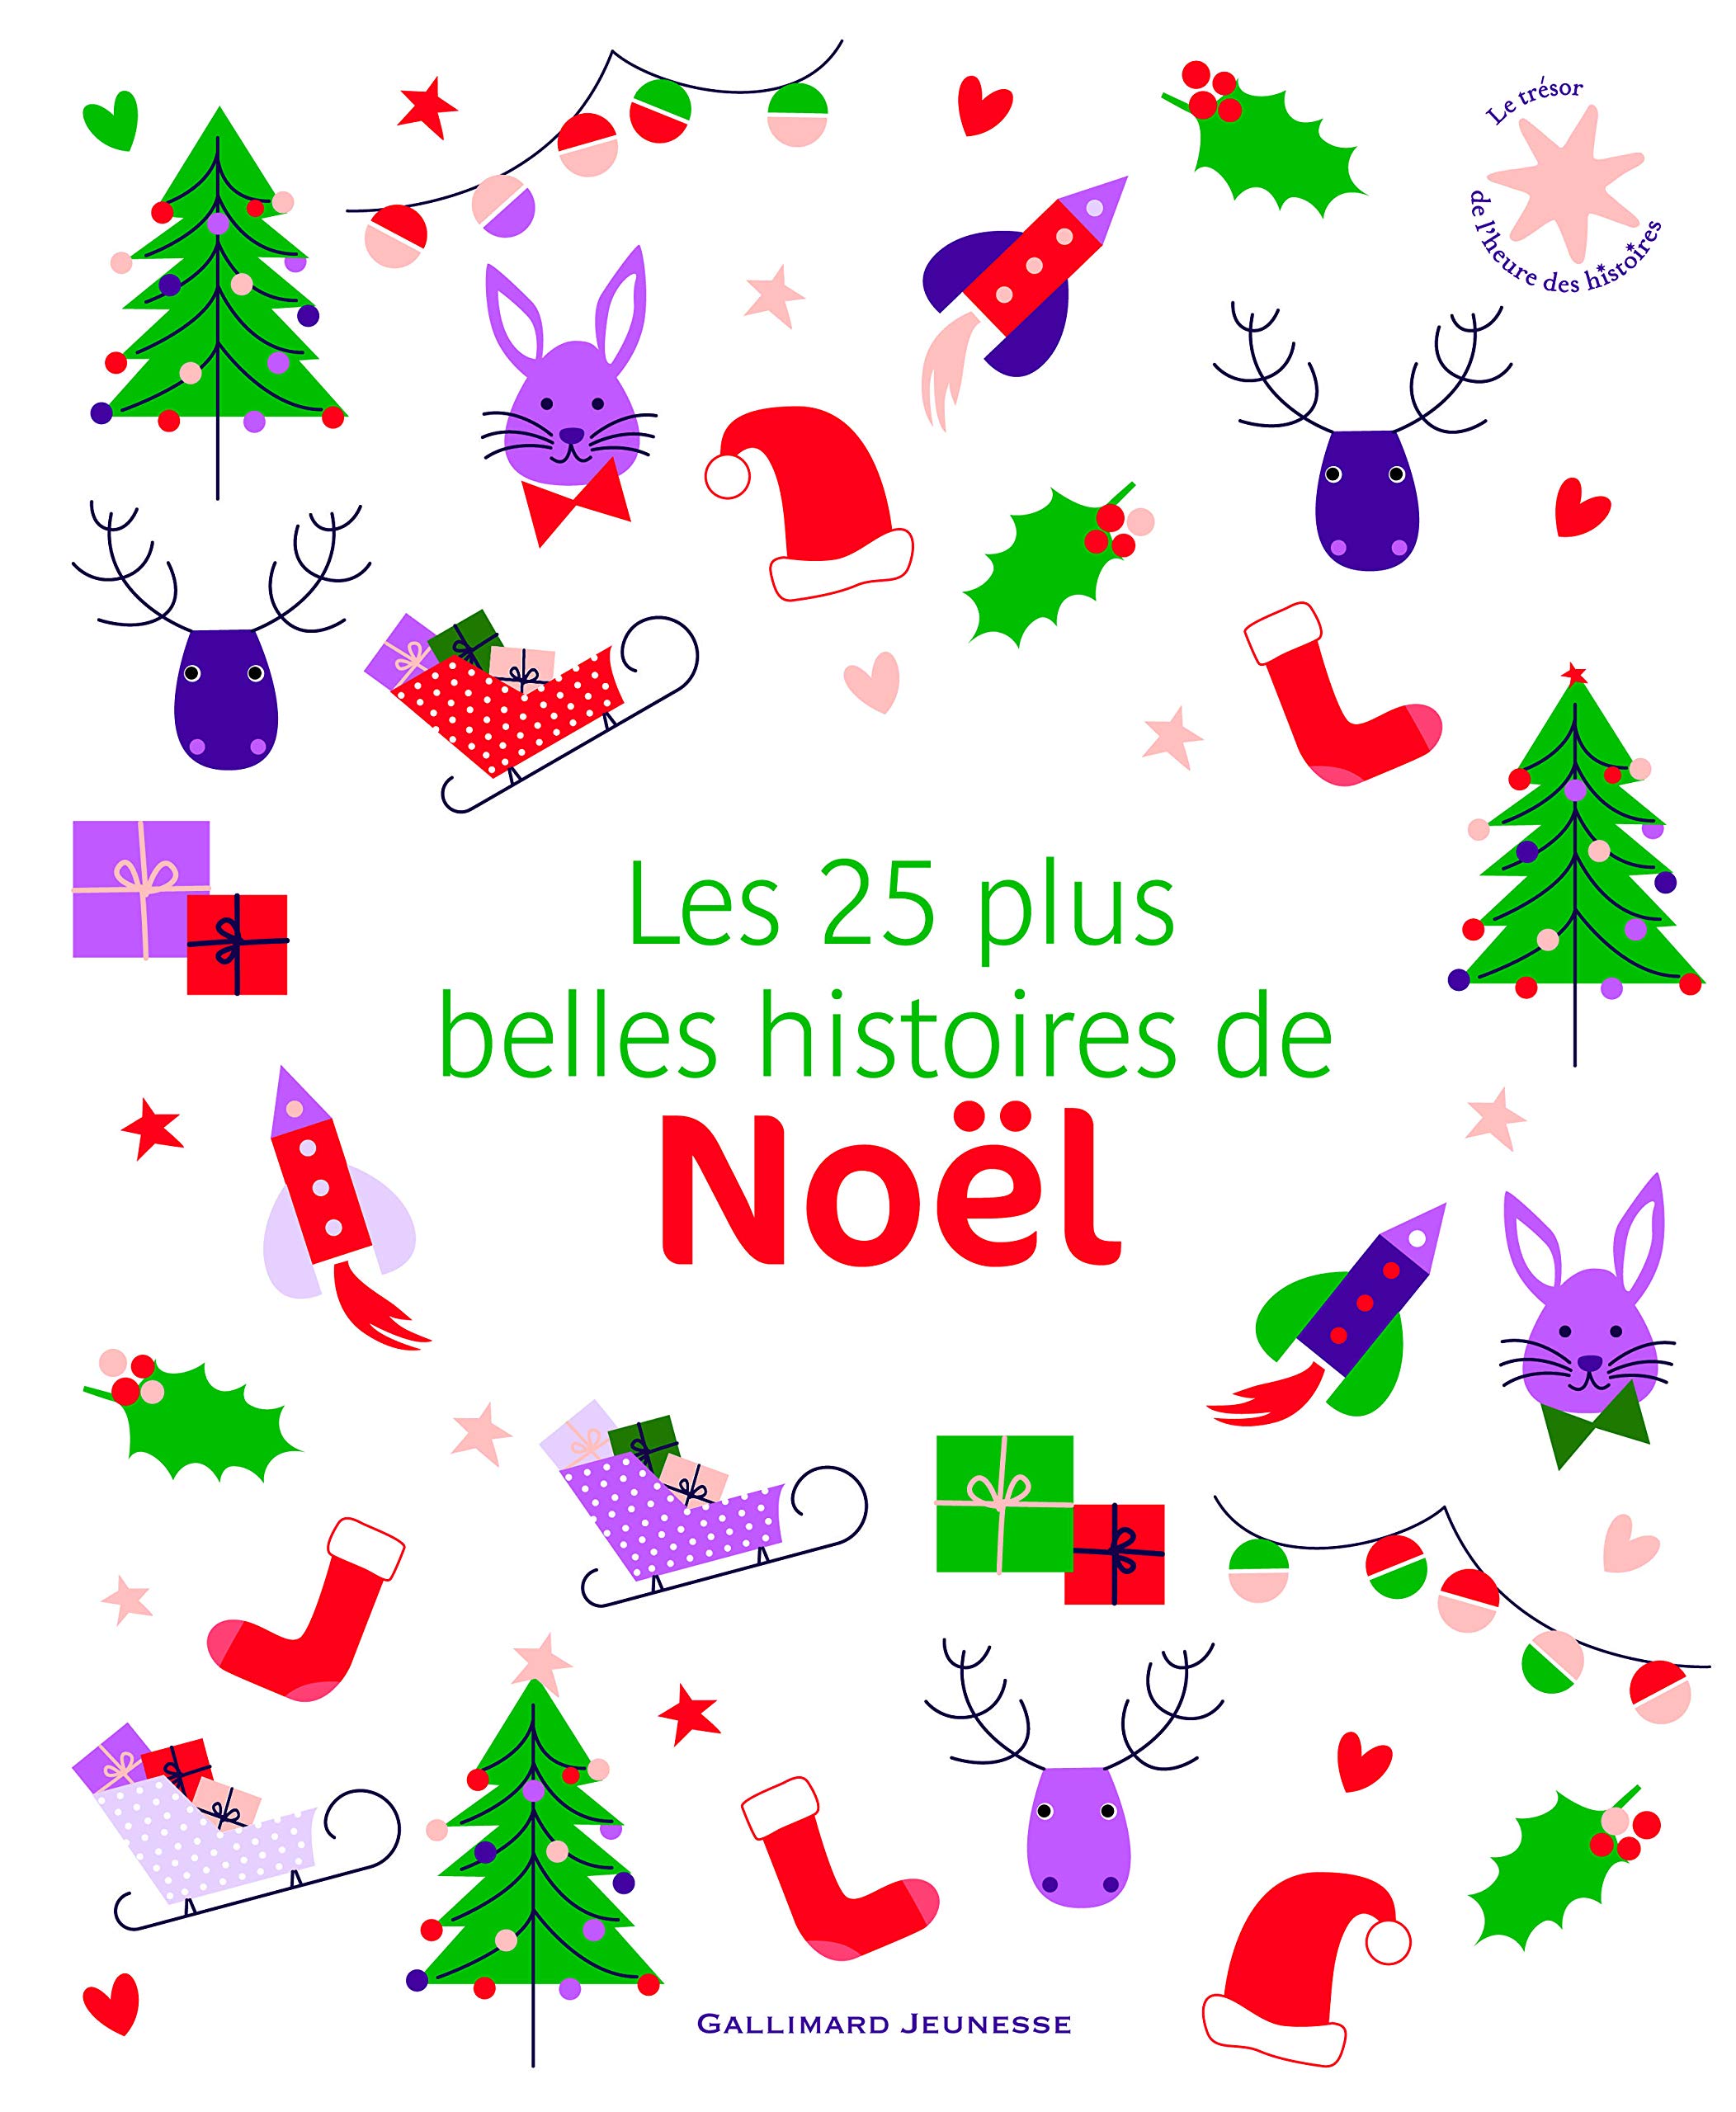 Le trésor
de l'heure des histoires
Les 25 plus
belles histoires de
Noël
Gallimard Jeunesse